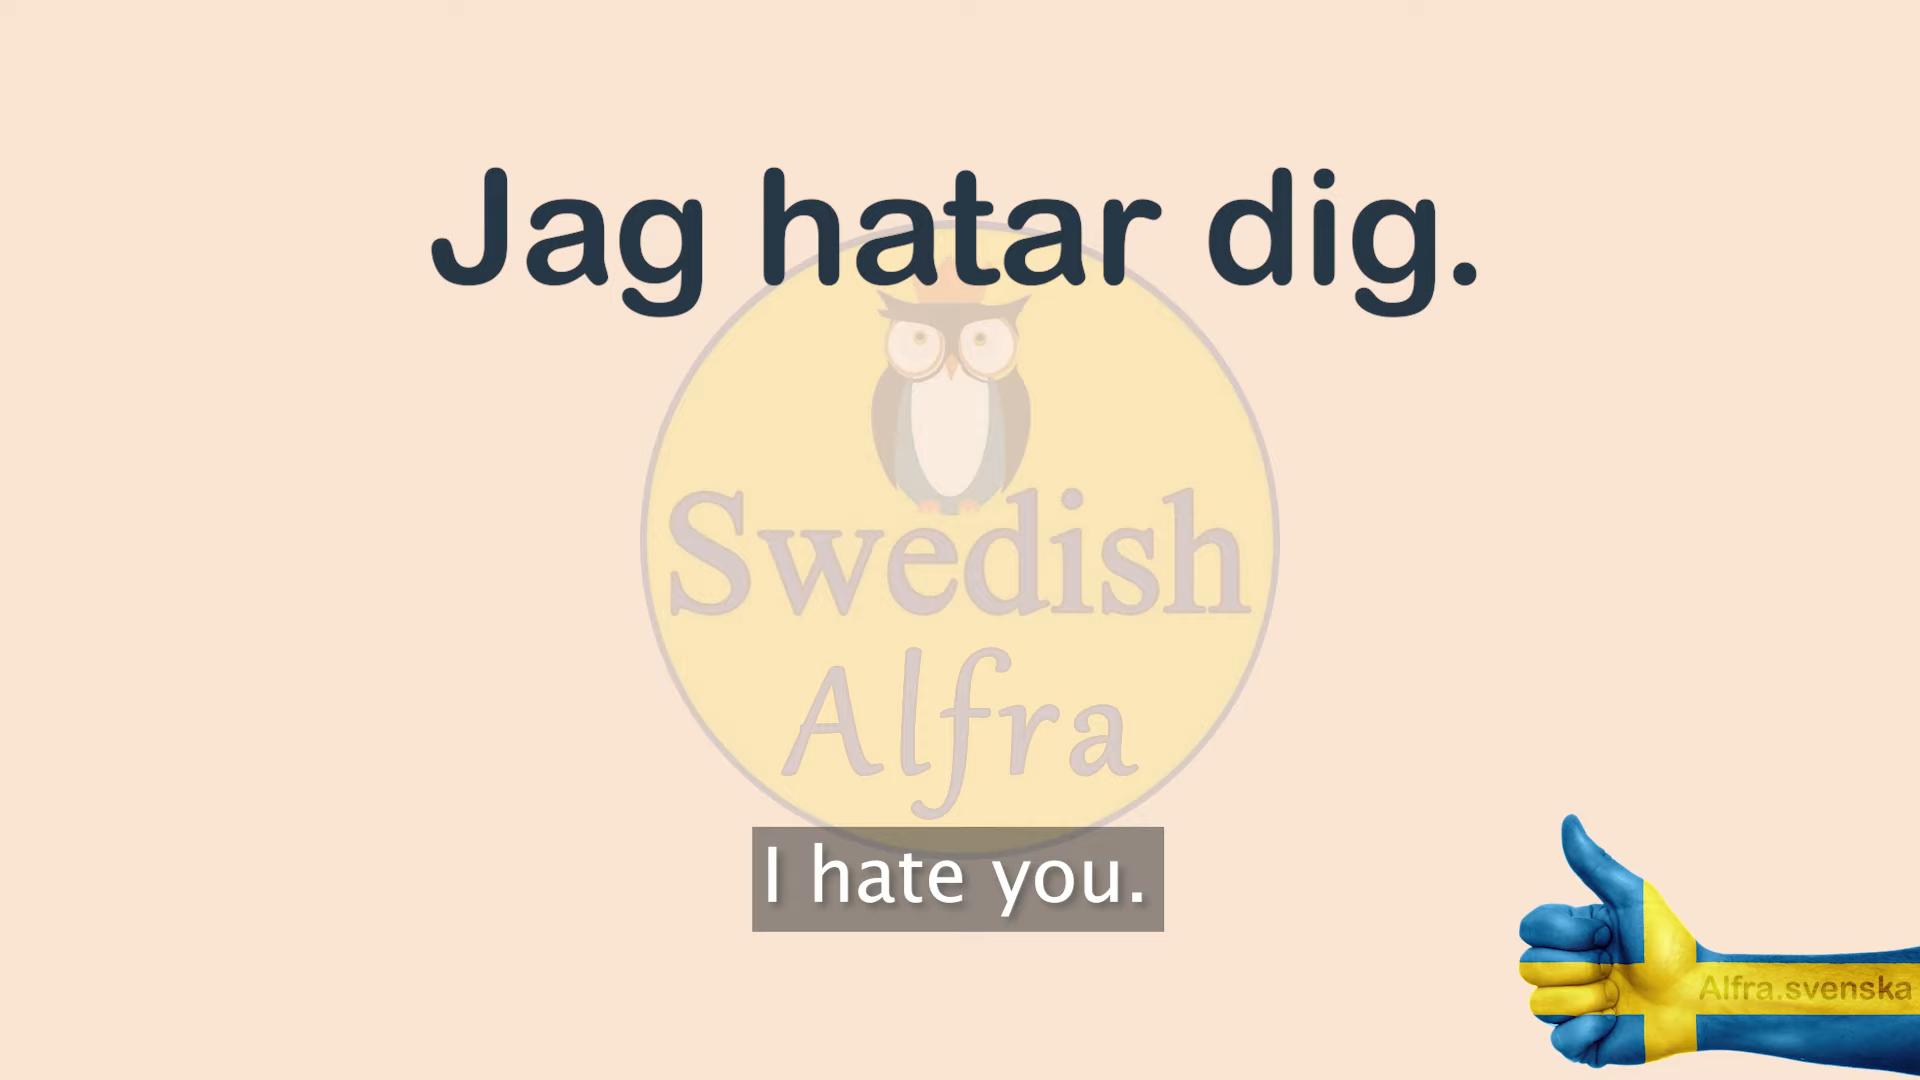 Jag hatar dig.
Swedish
Alfra
I hate you.
Alfra.svenska